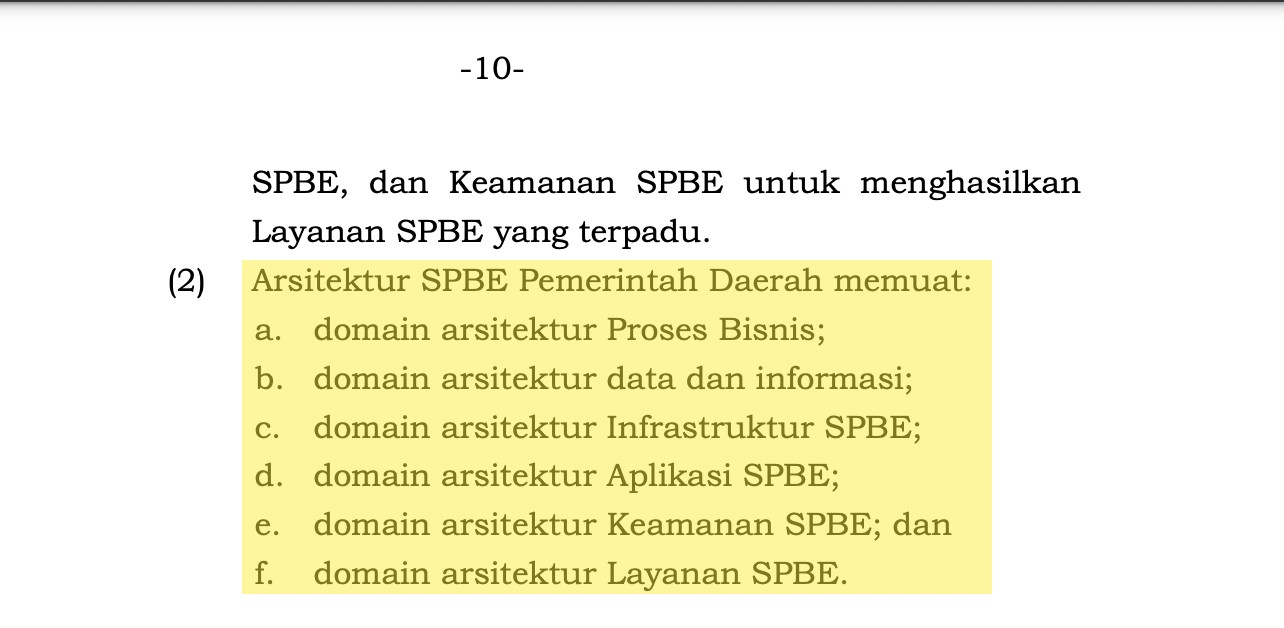 -10-
SPBE, dan Keamanan SPBE untuk menghasilkan
Layanan SPBE yang terpadu.
(2) Arsitektur SPBE Pemerintah Daerah memuat:
a. domain arsitektur Proses Bisnis;
b. domain arsitektur data dan informasi;
c. domain arsitektur Infrastruktur SPBE;
d. domain arsitektur Aplikasi SPBE;
e. domain arsitektur Keamanan SPBE; dan
f. domain arsitektur Layanan SPBE.